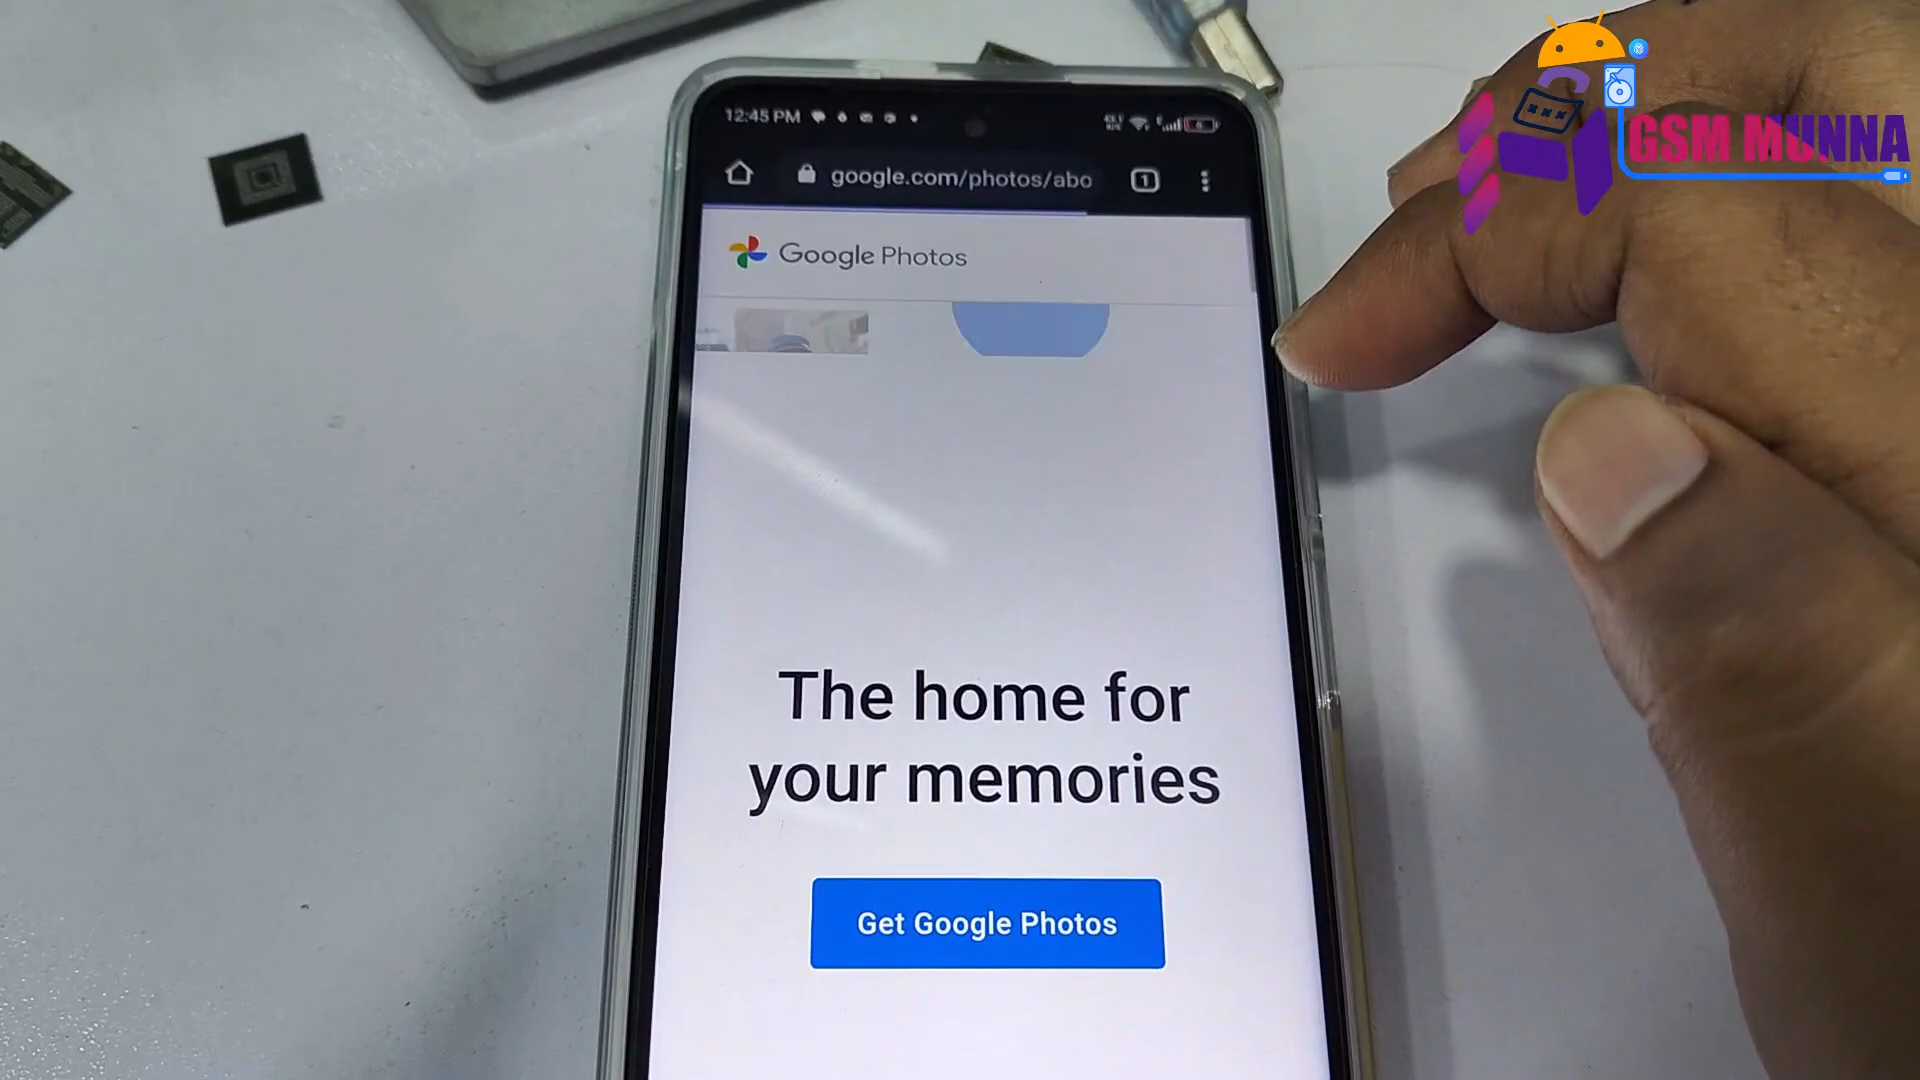 GSM MUNNA
12:45 PM
google.com/photos/abo
1
Google Photos
The home for
your memories
Get Google Photos